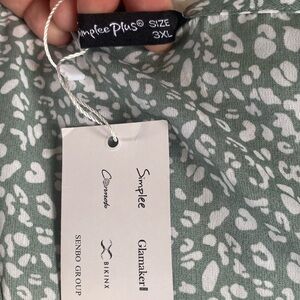 Simplee Plus® SIZE
3XL
Simplee
Glamaker
BIKINX
SENBO GROUP